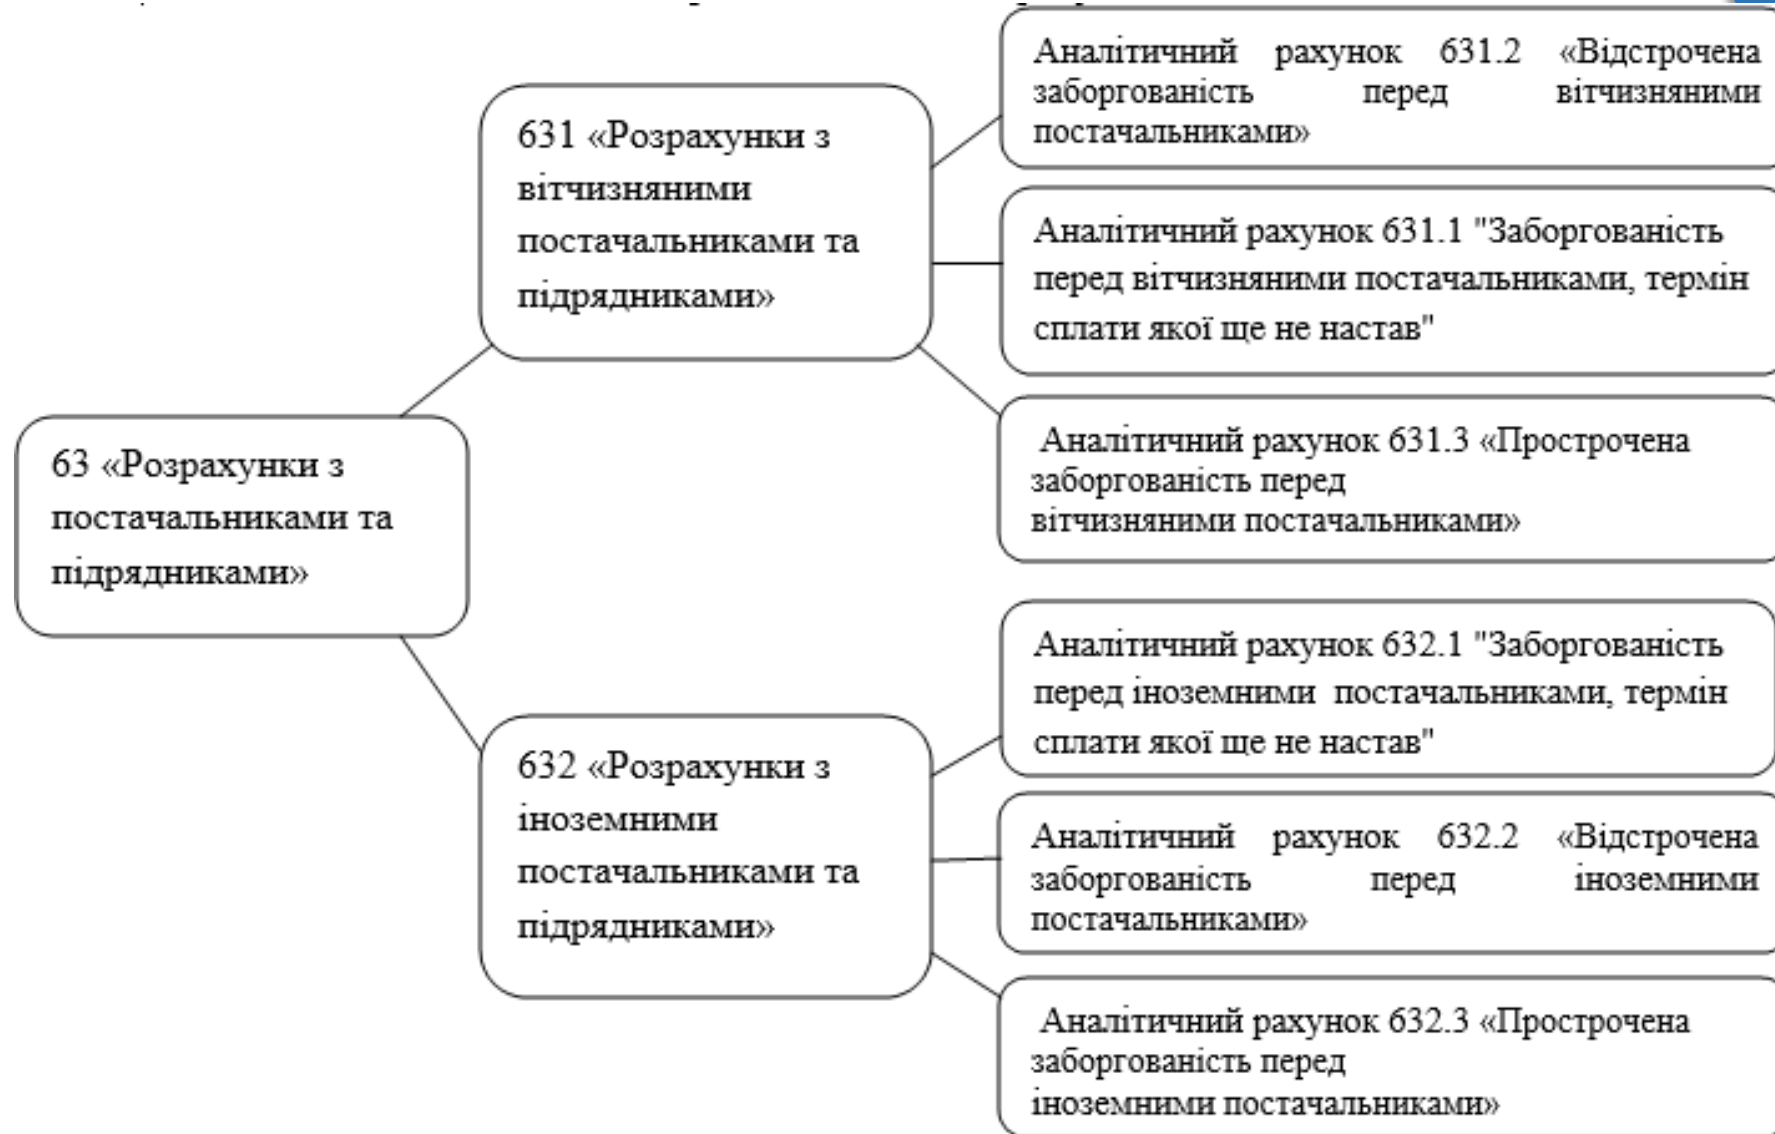 63 «Розрахунки з
постачальниками та
підрядниками»
631 «Розрахунки з
вітчизняними
постачальниками та
підрядниками»
Аналітичний рахунок 631.2 «Відстрочена
заборгованість перед вітчизняними
постачальниками»
Аналітичний рахунок 631.1 "Заборгованість
перед вітчизняними постачальниками, термін
сплати якої ще не настав"
Аналітичний рахунок 631.3 «Прострочена
заборгованість перед
вітчизняними постачальниками»
632 «Розрахунки з
іноземними
постачальниками та
підрядниками»
Аналітичний рахунок 632.1 "Заборгованість
перед іноземними постачальниками, термін
сплати якої ще не настав"
Аналітичний рахунок 632.2 «Відстрочена
заборгованість перед іноземними
постачальниками»
Аналітичний рахунок 632.3 «Прострочена
заборгованість перед
іноземними постачальниками»